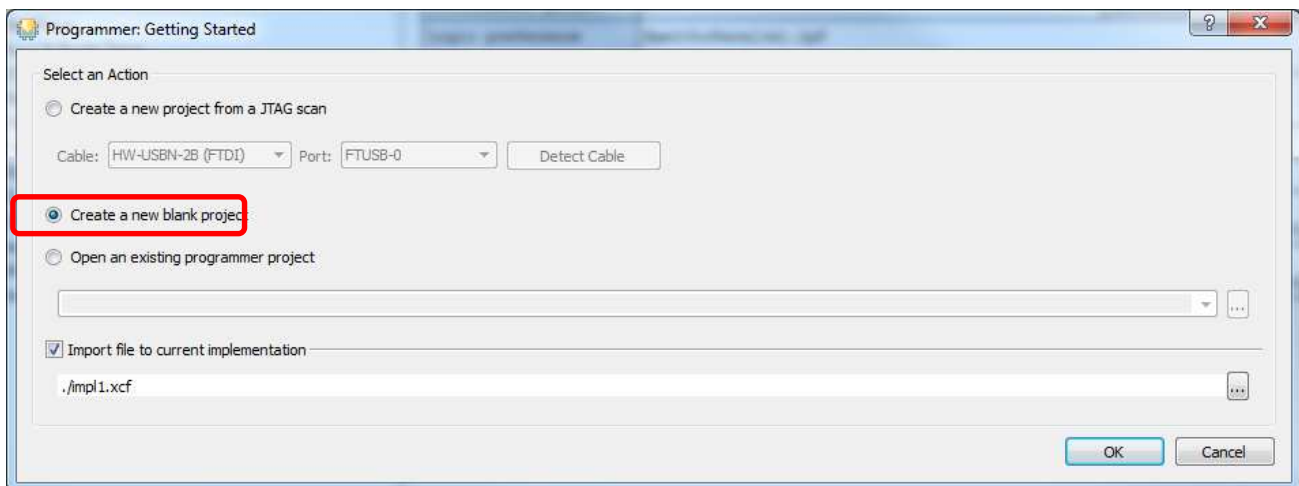 Programmer: Getting Started
Select an Action
Create a new project from a JTAG scan
Cable: HW-USBN-2B (FTDI) Port: FTUSB-0 Detect Cable
Create a new blank project
Open an existing programmer project
...
Import file to current implementation
./impl1.xcf ...
OK Cancel